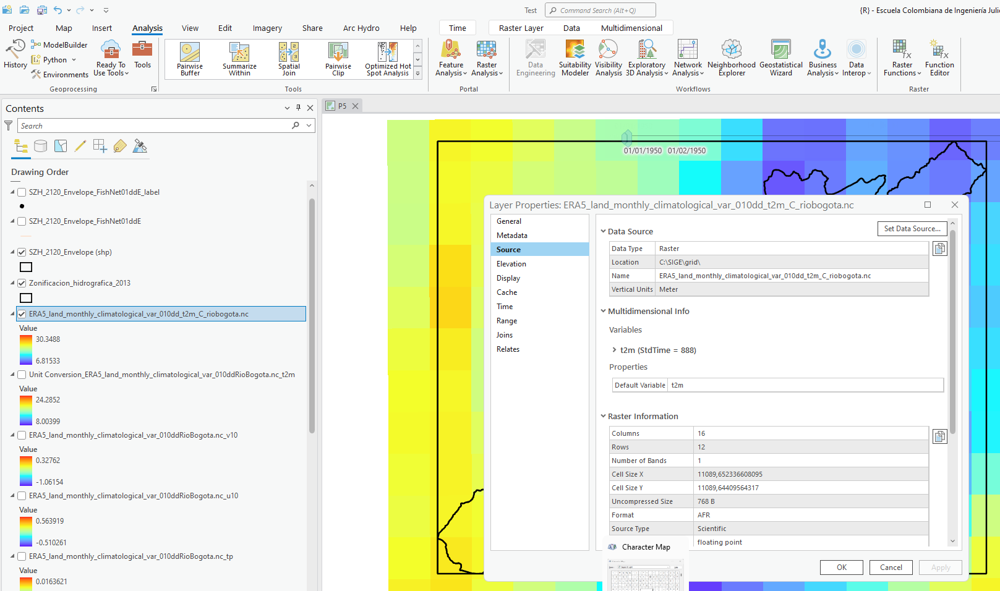 Test
Command Search (Alt+Q)
{R} - Escuela Colombiana de Ingeniería Julio
Project Map Insert Analysis View Edit Imagery Share Arc Hydro Help Time Raster Layer Data Multidimensional
History
ModelBuilder
Python
Environments
Ready To Use Tools
Tools
Geoprocessing
Pairwise Buffer
Summarize Within
Spatial Join
Pairwise Clip
Optimized Hot Spot Analysis
Tools
Feature Analysis
Raster Analysis
Portal
Data Engineering
Suitability Modeler
Visibility Analysis
Exploratory 3D Analysis
Network Analysis
Neighborhood Explorer
Geostatistical Wizard
Business Analysis
Data Interop
Workflows
Raster Functions
Function Editor
Raster
Contents
Search
Drawing Order
SZH_2120_Envelope_FishNet01ddE_label
SZH_2120_Envelope_FishNet01ddE
SZH_2120_Envelope (shp)
Zonificacion_hidrografica_2013
ERA5_land_monthly_climatological_var_010dd_t2m_C_riobogota.nc
Value
30.3488
6.81533
Unit Conversion_ERA5_land_monthly_climatological_var_010ddRioBogota.nc_t2m
Value
24.2852
8.00399
ERA5_land_monthly_climatological_var_010ddRioBogota.nc_v10
Value
0.32762
-1.06154
ERA5_land_monthly_climatological_var_010ddRioBogota.nc_u10
Value
0.563919
-0.510261
ERA5_land_monthly_climatological_var_010ddRioBogota.nc_tp
Value
0.0163621
P5
01/01/1950 01/02/1950
Layer Properties: ERA5_land_monthly_climatological_var_010dd_t2m_C_riobogota.nc
General
Metadata
Source
Elevation
Display
Cache
Time
Range
Joins
Relates
Data Source
Set Data Source...
Data Type Raster
Location C:\SIGE\grid\
Name ERA5_land_monthly_climatological_var_010dd_t2m_C_riobogota.nc
Vertical Units Meter
Multidimensional Info
Variables
t2m (StdTime = 888)
Properties
Default Variable t2m
Raster Information
Columns 16
Rows 12
Number of Bands 1
Cell Size X 11089,652336608095
Cell Size Y 11089,64409564317
Uncompressed Size 768 B
Format AFR
Source Type Scientific
floating point
Character Map
OK Cancel Apply